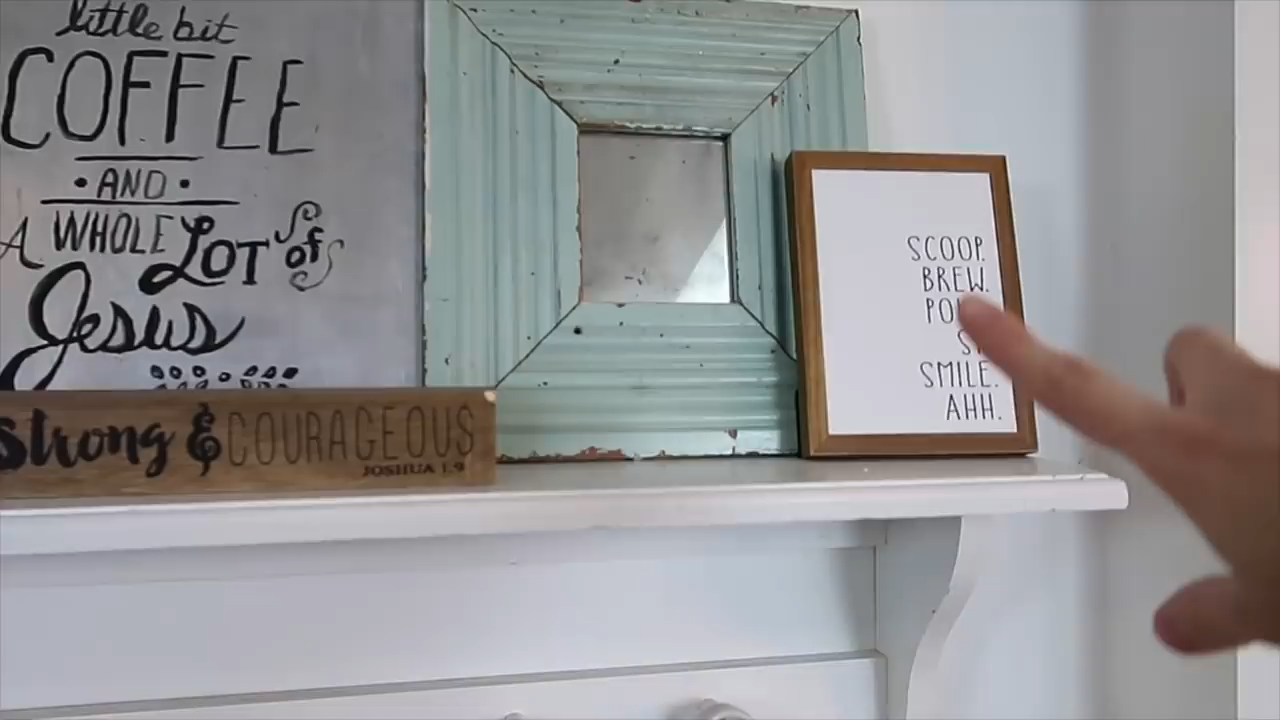 little bit
COFFEE
• AND •
A WHOLE LOT of
Jesus
strong & COURAGEOUS
JOSHUA 1:9
SCOOP.
BREW.
SMILE.
AHH.